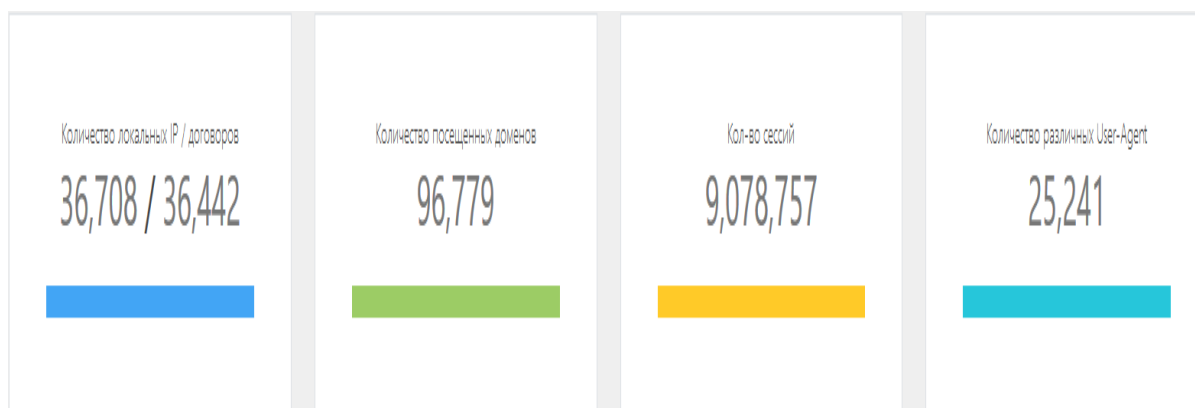 Количество локальных IP / договоров
36,708 / 36,442
Количество посещенных доменов
96,779
Кол-во сессий
9,078,757
Количество различных User-Agent
25,241